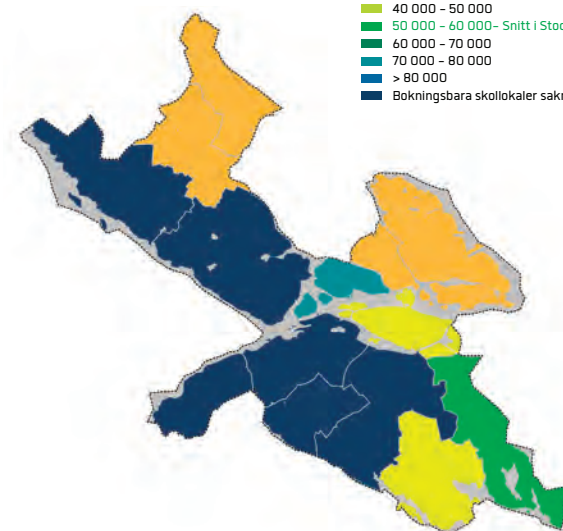 40 000 – 50 000
50 000 – 60 000– Snitt i
60 000 – 70 000
70 000 – 80 000
> 80 000
Bokningsbara skollokaler